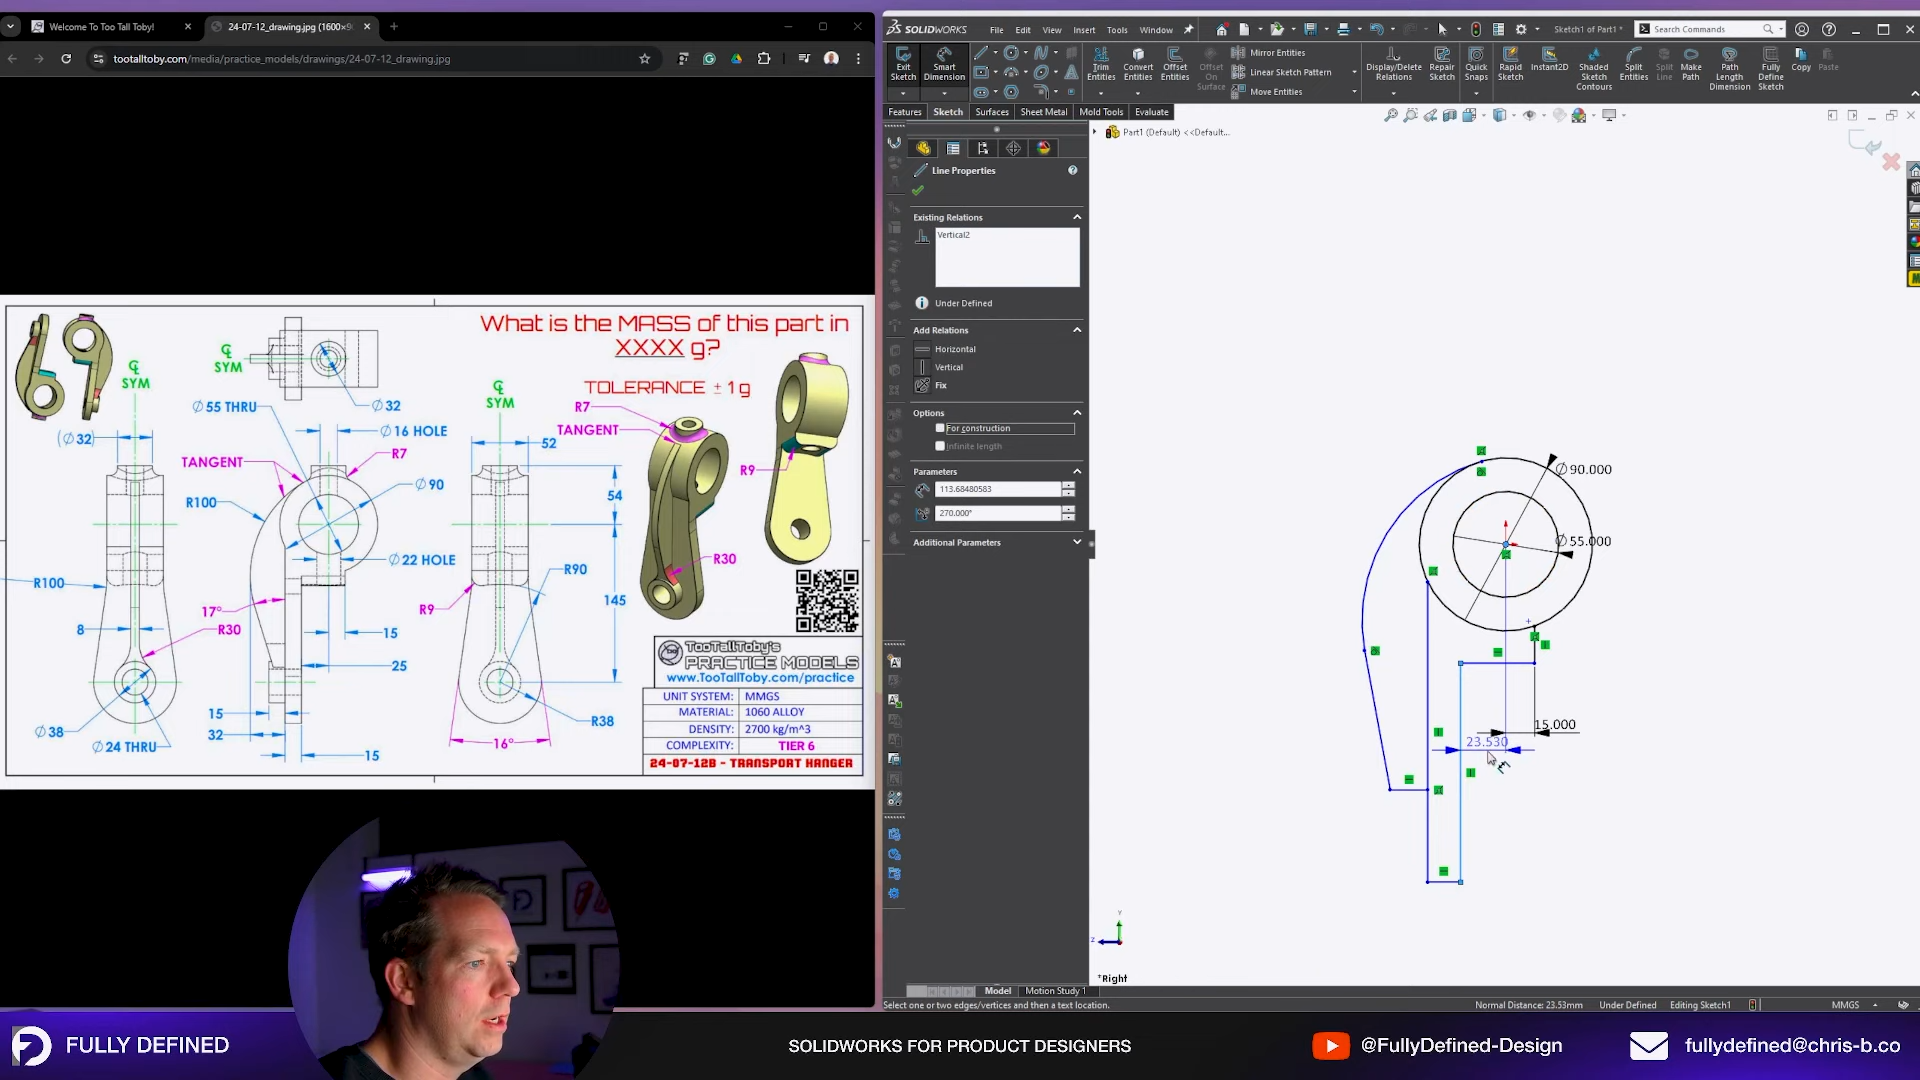 Welcome To Too Tall Toby!
24-07-12_drawing.jpg (1600×9
tootalltoby.com/media/practice_models/drawings/24-07-12_drawing.jpg
What is the MASS of this part in
XXXX g?
TOLERANCE ± 1 g
℄
SYM
℄
SYM
℄
SYM
Ø 55 THRU
Ø 32
(Ø 32)
Ø 16 HOLE
52
R7
TANGENT
TANGENT
R7
R9
Ø 90
54
R100
Ø 22 HOLE
R90
R30
R100
17°
R9
145
8
R30
15
25
15
32
R38
Ø 38
Ø 24 THRU
15
16°
TooTallToby's
PRACTICE MODELS
www.TooTallToby.com/practice
UNIT SYSTEM: MMGS
MATERIAL: 1060 ALLOY
DENSITY: 2700 kg/m^3
COMPLEXITY: TIER 6
24-07-12B - TRANSPORT HANGER
SOLIDWORKS
File Edit View Insert Tools Window
Sketch1 of Part1 *
Search Commands
Exit Sketch
Smart Dimension
Trim Entities
Convert Entities
Offset Entities
Offset On Surface
Mirror Entities
Linear Sketch Pattern
Move Entities
Display/Delete Relations
Repair Sketch
Quick Snaps
Rapid Sketch
Instant2D
Shaded Sketch Contours
Split Entities
Split Line
Make Path
Path Length Dimension
Fully Define Sketch
Copy
Paste
Features Sketch Surfaces Sheet Metal Mold Tools Evaluate
Part1 (Default) <<Default...
Line Properties
Existing Relations
Vertical2
Under Defined
Add Relations
Horizontal
Vertical
Fix
Options
For construction
Infinite length
Parameters
113.68480583
270.000°
Additional Parameters
Ø 90.000
Ø 55.000
15.000
23.530
Y
Z
*Right
Model Motion Study 1
Select one or two edges/vertices and then a text location.
Normal Distance: 23.53mm Under Defined Editing Sketch1
MMGS
FULLY DEFINED
SOLIDWORKS FOR PRODUCT DESIGNERS
@FullyDefined-Design
fullydefined@chris-b.co